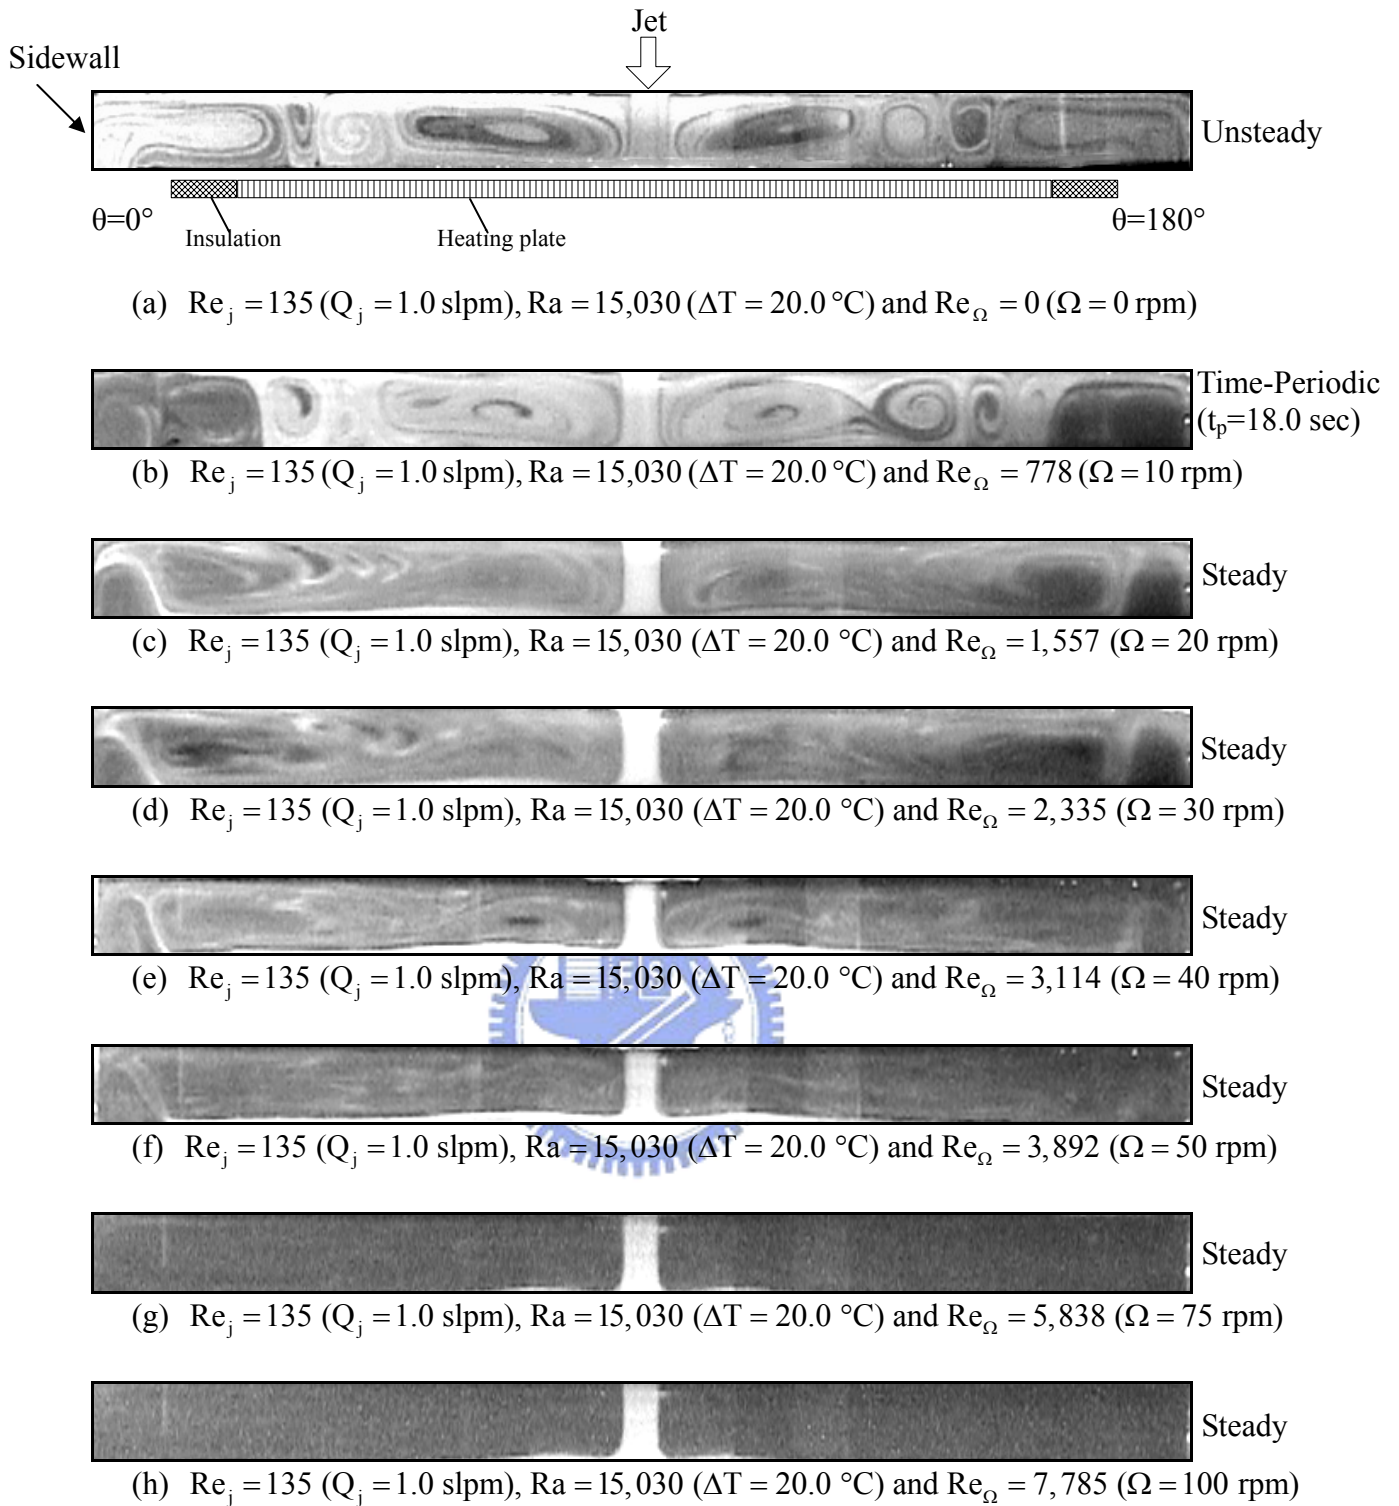 Jet
Sidewall
Unsteady
θ=0°
θ=180°
Insulation
Heating plate
(a) Re_j = 135 (Q_j = 1.0 slpm), Ra = 15,030 (ΔT = 20.0 °C) and Re_Ω = 0 (Ω = 0 rpm)
Time-Periodic
(t_p=18.0 sec)
(b) Re_j = 135 (Q_j = 1.0 slpm), Ra = 15,030 (ΔT = 20.0 °C) and Re_Ω = 778 (Ω = 10 rpm)
Steady
(c) Re_j = 135 (Q_j = 1.0 slpm), Ra = 15,030 (ΔT = 20.0 °C) and Re_Ω = 1,557 (Ω = 20 rpm)
Steady
(d) Re_j = 135 (Q_j = 1.0 slpm), Ra = 15,030 (ΔT = 20.0 °C) and Re_Ω = 2,335 (Ω = 30 rpm)
Steady
(e) Re_j = 135 (Q_j = 1.0 slpm), Ra = 15,030 (ΔT = 20.0 °C) and Re_Ω = 3,114 (Ω = 40 rpm)
Steady
(f) Re_j = 135 (Q_j = 1.0 slpm), Ra = 15,030 (ΔT = 20.0 °C) and Re_Ω = 3,892 (Ω = 50 rpm)
Steady
(g) Re_j = 135 (Q_j = 1.0 slpm), Ra = 15,030 (ΔT = 20.0 °C) and Re_Ω = 5,838 (Ω = 75 rpm)
Steady
(h) Re_j = 135 (Q_j = 1.0 slpm), Ra = 15,030 (ΔT = 20.0 °C) and Re_Ω = 7,785 (Ω = 100 rpm)